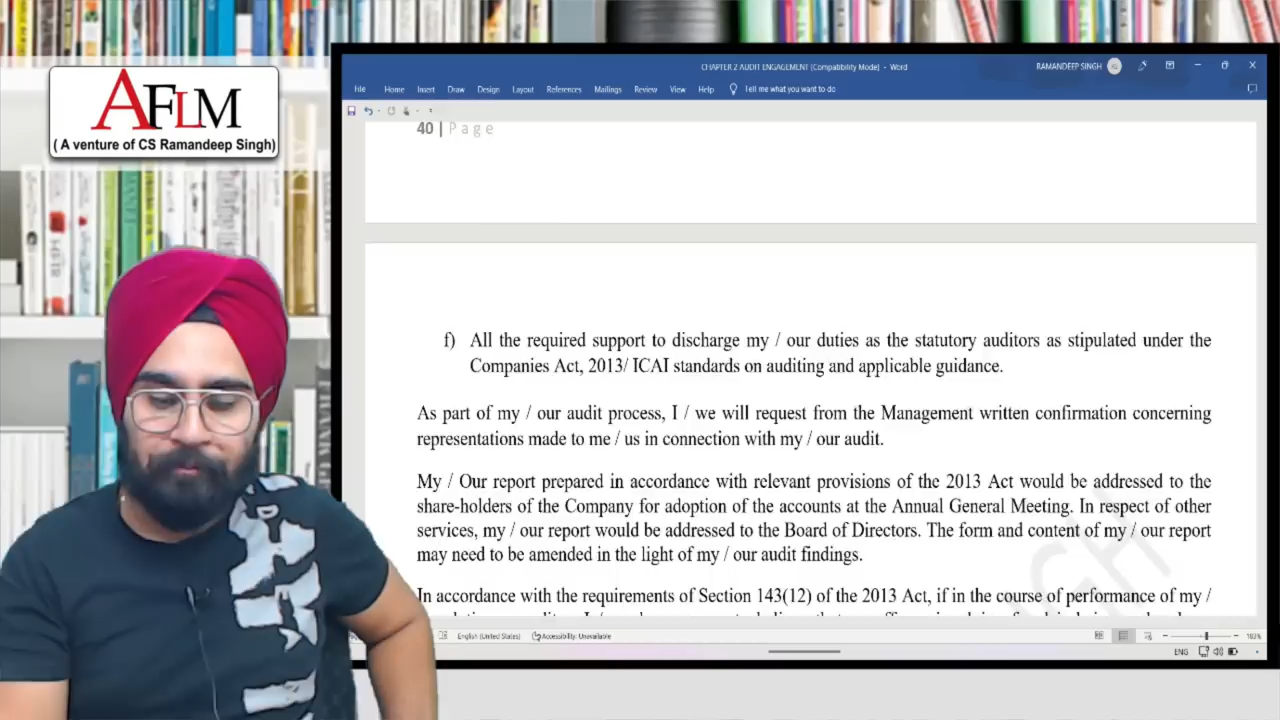 AFLM
( A venture of CS Ramandeep Singh)
CHAPTER 2 AUDIT ENGAGEMENT [Compatibility Mode] - Word
RAMANDEEP SINGH
File Home Insert Draw Design Layout References Mailings Review View Help Tell me what you want to do
40 | P a g e
f) All the required support to discharge my / our duties as the statutory auditors as stipulated under the
Companies Act, 2013/ ICAI standards on auditing and applicable guidance.
As part of my / our audit process, I / we will request from the Management written confirmation concerning
representations made to me / us in connection with my / our audit.
My / Our report prepared in accordance with relevant provisions of the 2013 Act would be addressed to the
share-holders of the Company for adoption of the accounts at the Annual General Meeting. In respect of other
services, my / our report would be addressed to the Board of Directors. The form and content of my / our report
may need to be amended in the light of my / our audit findings.
In accordance with the requirements of Section 143(12) of the 2013 Act, if in the course of performance of my /
English (United States) Accessibility: Unavailable
ENG